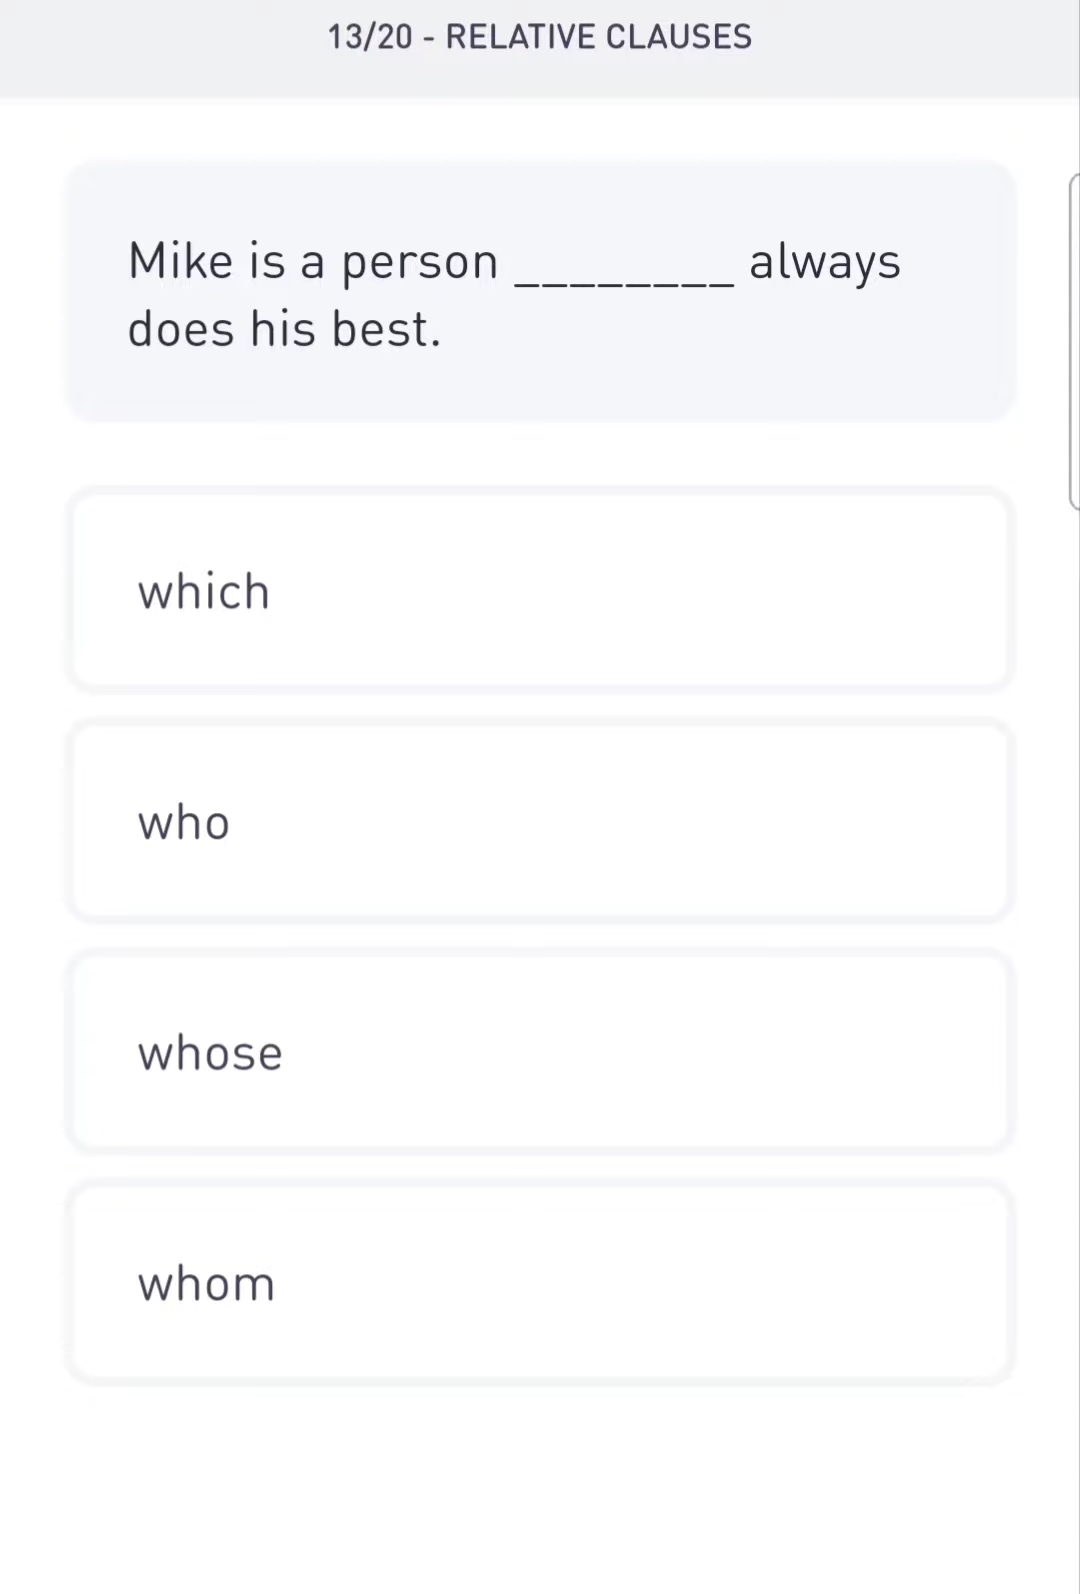 13/20 - RELATIVE CLAUSES
Mike is a person ________ always
does his best.
which
who
whose
whom